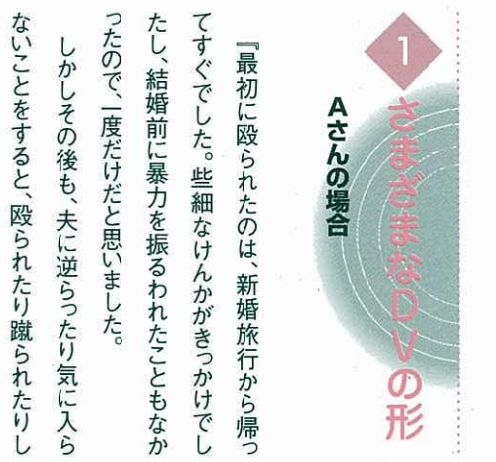 1
さまざまなDVの形
Aさんの場合
『最初に殴られたのは、新婚旅行から帰っ
てすぐでした。些細なけんかがきっかけでし
たし、結婚前に暴力を振るわれたこともなか
ったので、一度だけだと思いました。
しかしその後も、夫に逆らったり気に入ら
ないことをすると、殴られたり蹴られたりし